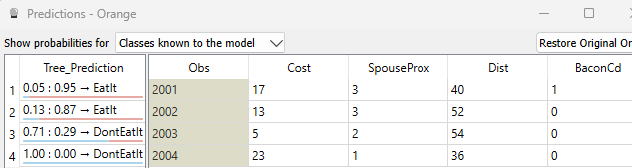 Predictions - Orange
Show probabilities for Classes known to the model Restore Original Or
Tree_Prediction Obs Cost SpouseProx Dist BaconCd
1 0.05 : 0.95 → EatIt 2001 17 3 40 1
2 0.13 : 0.87 → EatIt 2002 13 3 52 0
3 0.71 : 0.29 → DontEatIt 2003 5 2 54 0
4 1.00 : 0.00 → DontEatIt 2004 23 1 36 0